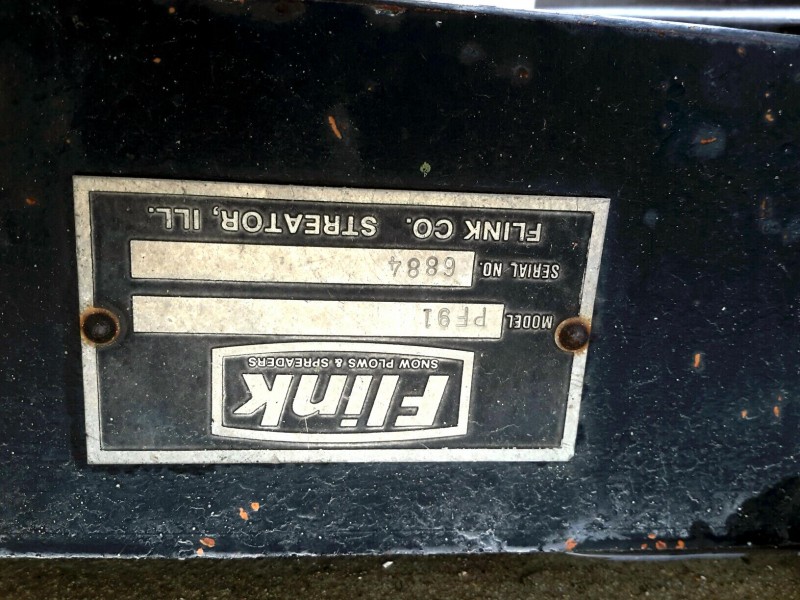 Flink
SNOW PLOWS & SPREADERS
MODEL PF91
SERIAL NO. 6884
FLINK CO. STREATOR, ILL.